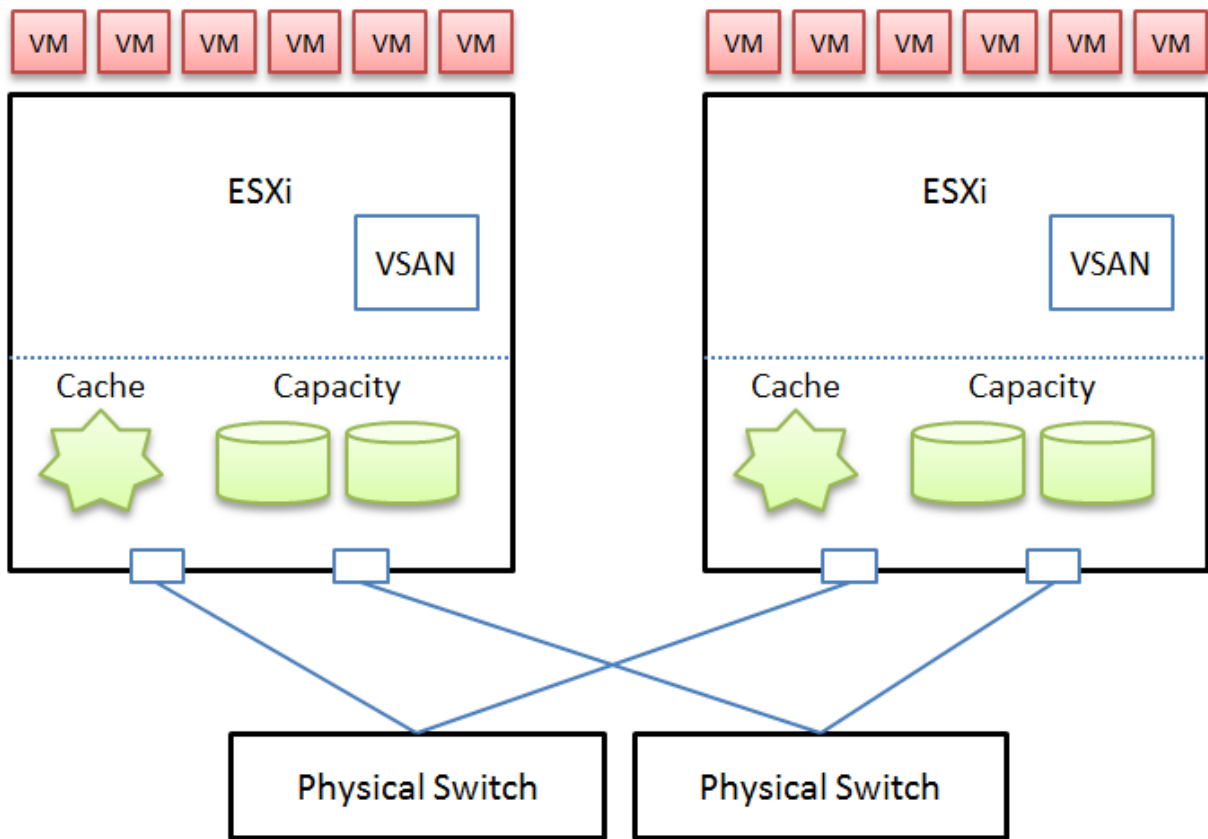 VM VM VM VM VM VM VM VM VM VM VM VM
ESXi ESXi
VSAN VSAN
Cache Capacity Cache Capacity
Physical Switch Physical Switch